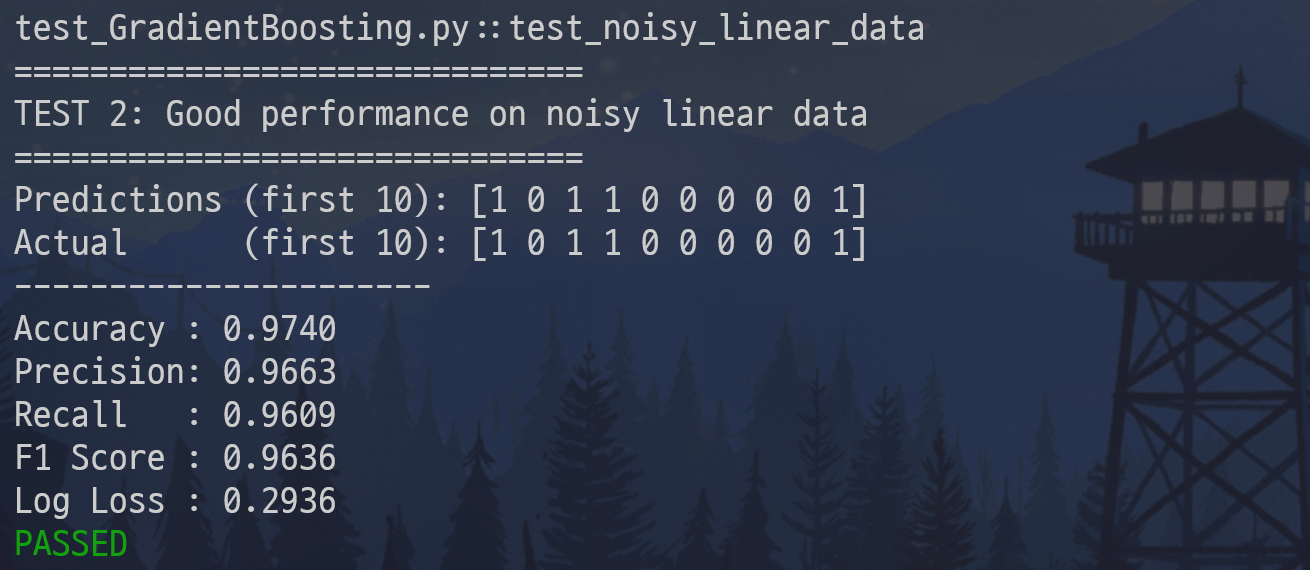 test_GradientBoosting.py::test_noisy_linear_data
==============================
TEST 2: Good performance on noisy linear data
==============================
Predictions (first 10): [1 0 1 1 0 0 0 0 0 1]
Actual      (first 10): [1 0 1 1 0 0 0 0 0 1]
----------------------
Accuracy : 0.9740
Precision: 0.9663
Recall   : 0.9609
F1 Score : 0.9636
Log Loss : 0.2936
PASSED